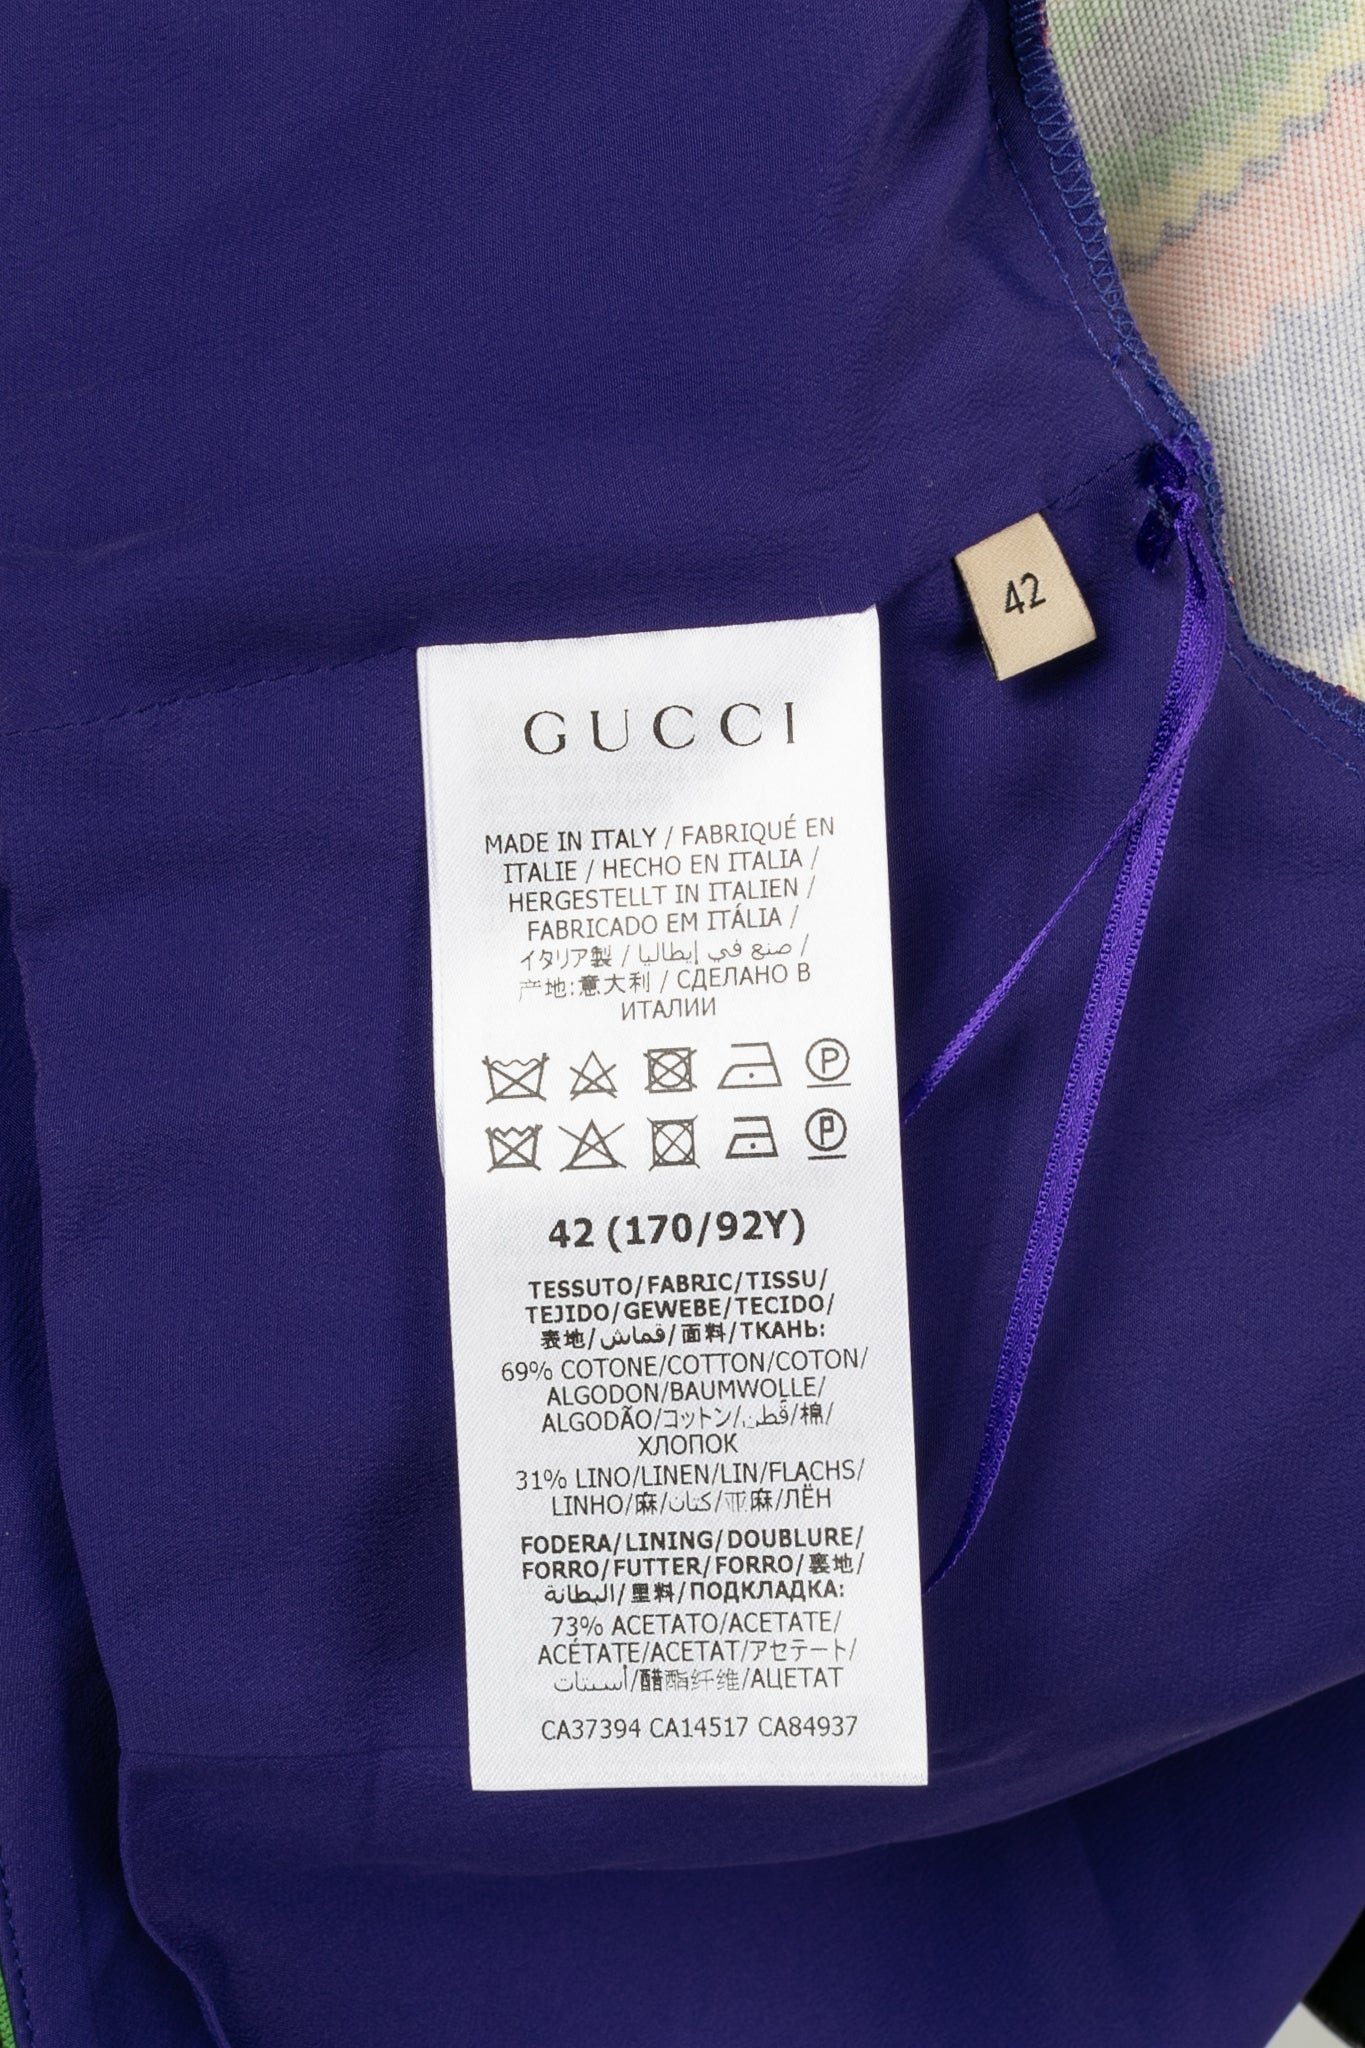 42
GUCCI
MADE IN ITALY / FABRIQUÉ EN
ITALIE / HECHO EN ITALIA /
HERGESTELLT IN ITALIEN /
FABRICADO EM ITÁLIA /
イタリア製 / صنع في إيطاليا /
产地:意大利 / СДЕЛАНО В
ИТАЛИИ
P
P
42 (170/92Y)
TESSUTO/FABRIC/TISSU/
TEJIDO/GEWEBE/TECIDO/
表地/قماش/面料/ТКАНЬ:
69% COTONE/COTTON/COTON/
ALGODON/BAUMWOLLE/
ALGODÃO/コットン/قطن/棉/
ХЛОПОК
31% LINO/LINEN/LIN/FLACHS/
LINHO/麻/كتان/亚麻/ЛЁН
FODERA/LINING/DOUBLURE/
FORRO/FUTTER/FORRO/裏地/
البطانة/里料/ПОДКЛАДКА:
73% ACETATO/ACETATE/
ACÉTATE/ACETAT/アセテート/
أسيتات/醋酯纤维/АЦЕТАТ
CA37394 CA14517 CA84937